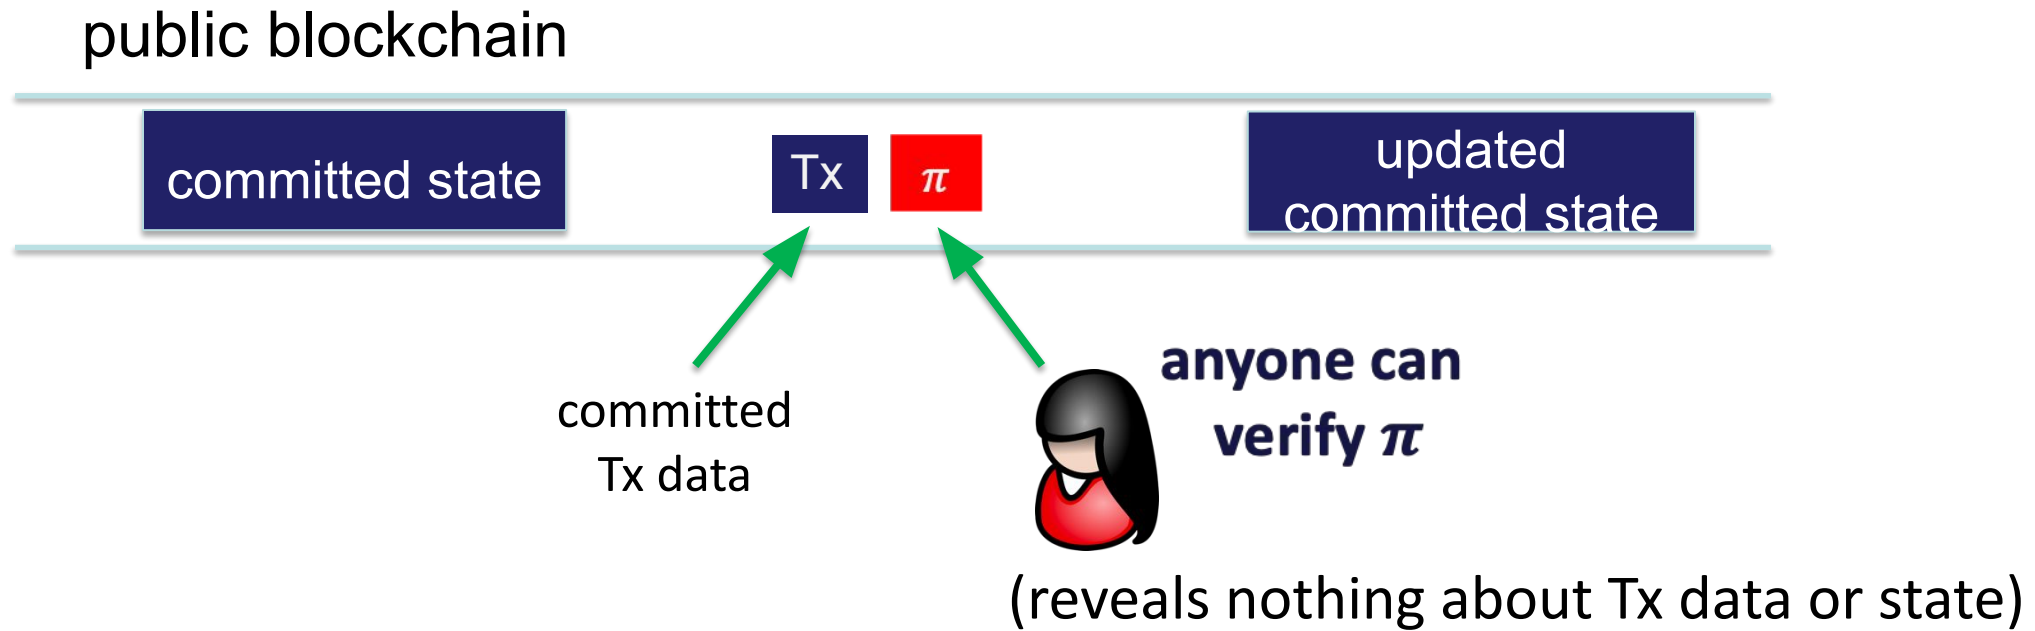 public blockchain
committed state
Tx
π
updated
committed state
committed
Tx data
anyone can
verify π
(reveals nothing about Tx data or state)